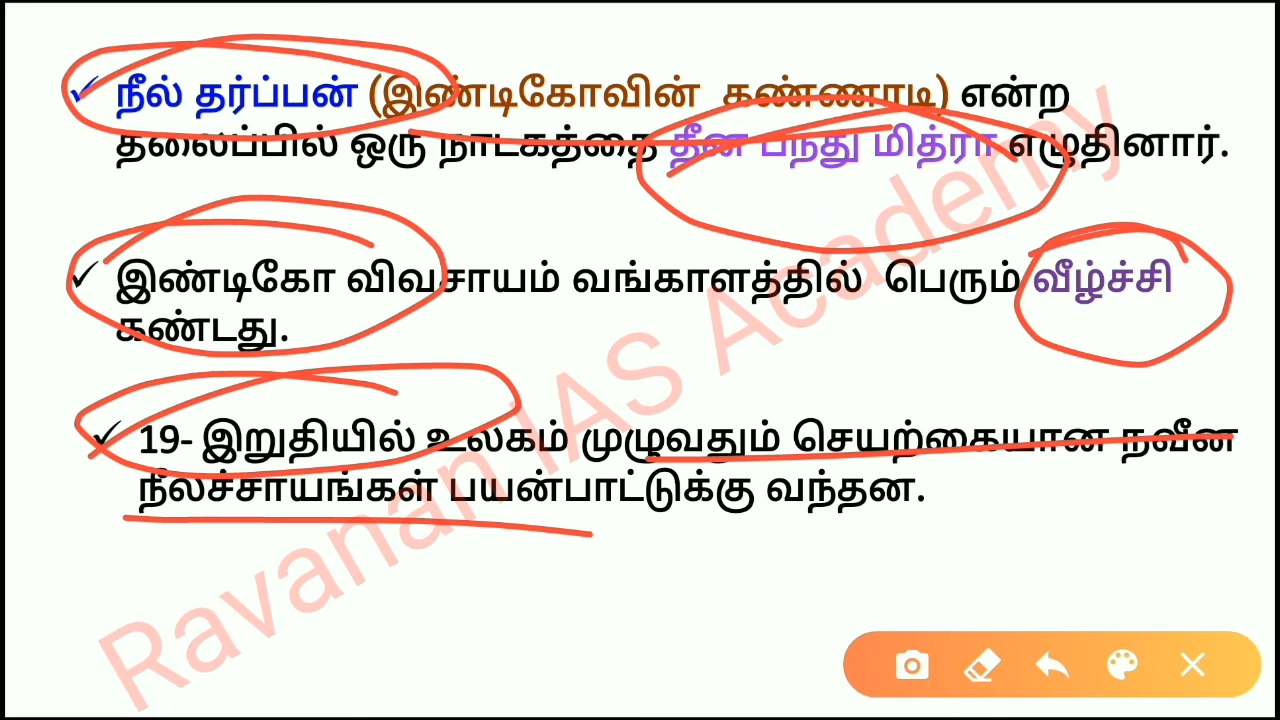 ✓ நீல் தர்ப்பன் (இண்டிகோவின் கண்ணாடி) என்ற
தலைப்பில் ஒரு நாடகத்தை தீன பந்து மித்ரா எழுதினார்.
✓ இண்டிகோ விவசாயம் வங்காளத்தில் பெரும் வீழ்ச்சி
கண்டது.
✓ 19- இறுதியில் உலகம் முழுவதும் செயற்கையான நவீன
நீலச்சாயங்கள் பயன்பாட்டுக்கு வந்தன.
Ravanan IAS Academy